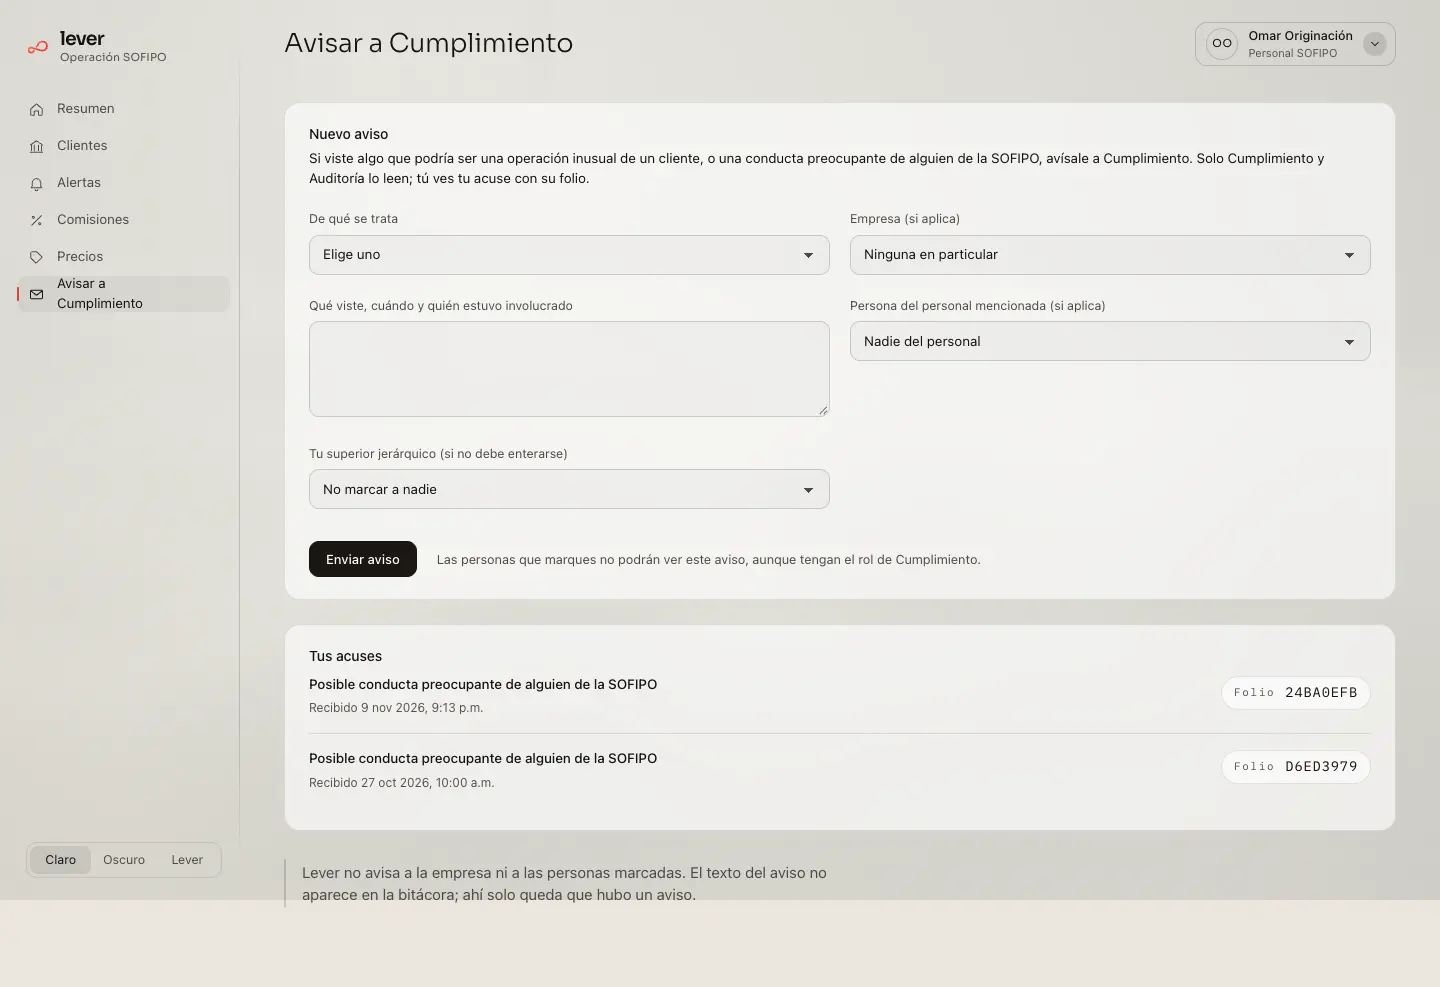 lever
Operación SOFIPO
Resumen
Clientes
Alertas
Comisiones
Precios
Avisar a
Cumplimiento
Claro
Oscuro
Lever
Avisar a Cumplimiento
OO
Omar Originación
Personal SOFIPO
Nuevo aviso
Si viste algo que podría ser una operación inusual de un cliente, o una conducta preocupante de alguien de la SOFIPO, avísale a Cumplimiento. Solo Cumplimiento y
Auditoría lo leen; tú ves tu acuse con su folio.
De qué se trata
Elige uno
Empresa (si aplica)
Ninguna en particular
Qué viste, cuándo y quién estuvo involucrado
Persona del personal mencionada (si aplica)
Nadie del personal
Tu superior jerárquico (si no debe enterarse)
No marcar a nadie
Enviar aviso
Las personas que marques no podrán ver este aviso, aunque tengan el rol de Cumplimiento.
Tus acuses
Posible conducta preocupante de alguien de la SOFIPO
Recibido 9 nov 2026, 9:13 p.m.
Folio 24BA0EFB
Posible conducta preocupante de alguien de la SOFIPO
Recibido 27 oct 2026, 10:00 a.m.
Folio D6ED3979
Lever no avisa a la empresa ni a las personas marcadas. El texto del aviso no
aparece en la bitácora; ahí solo queda que hubo un aviso.